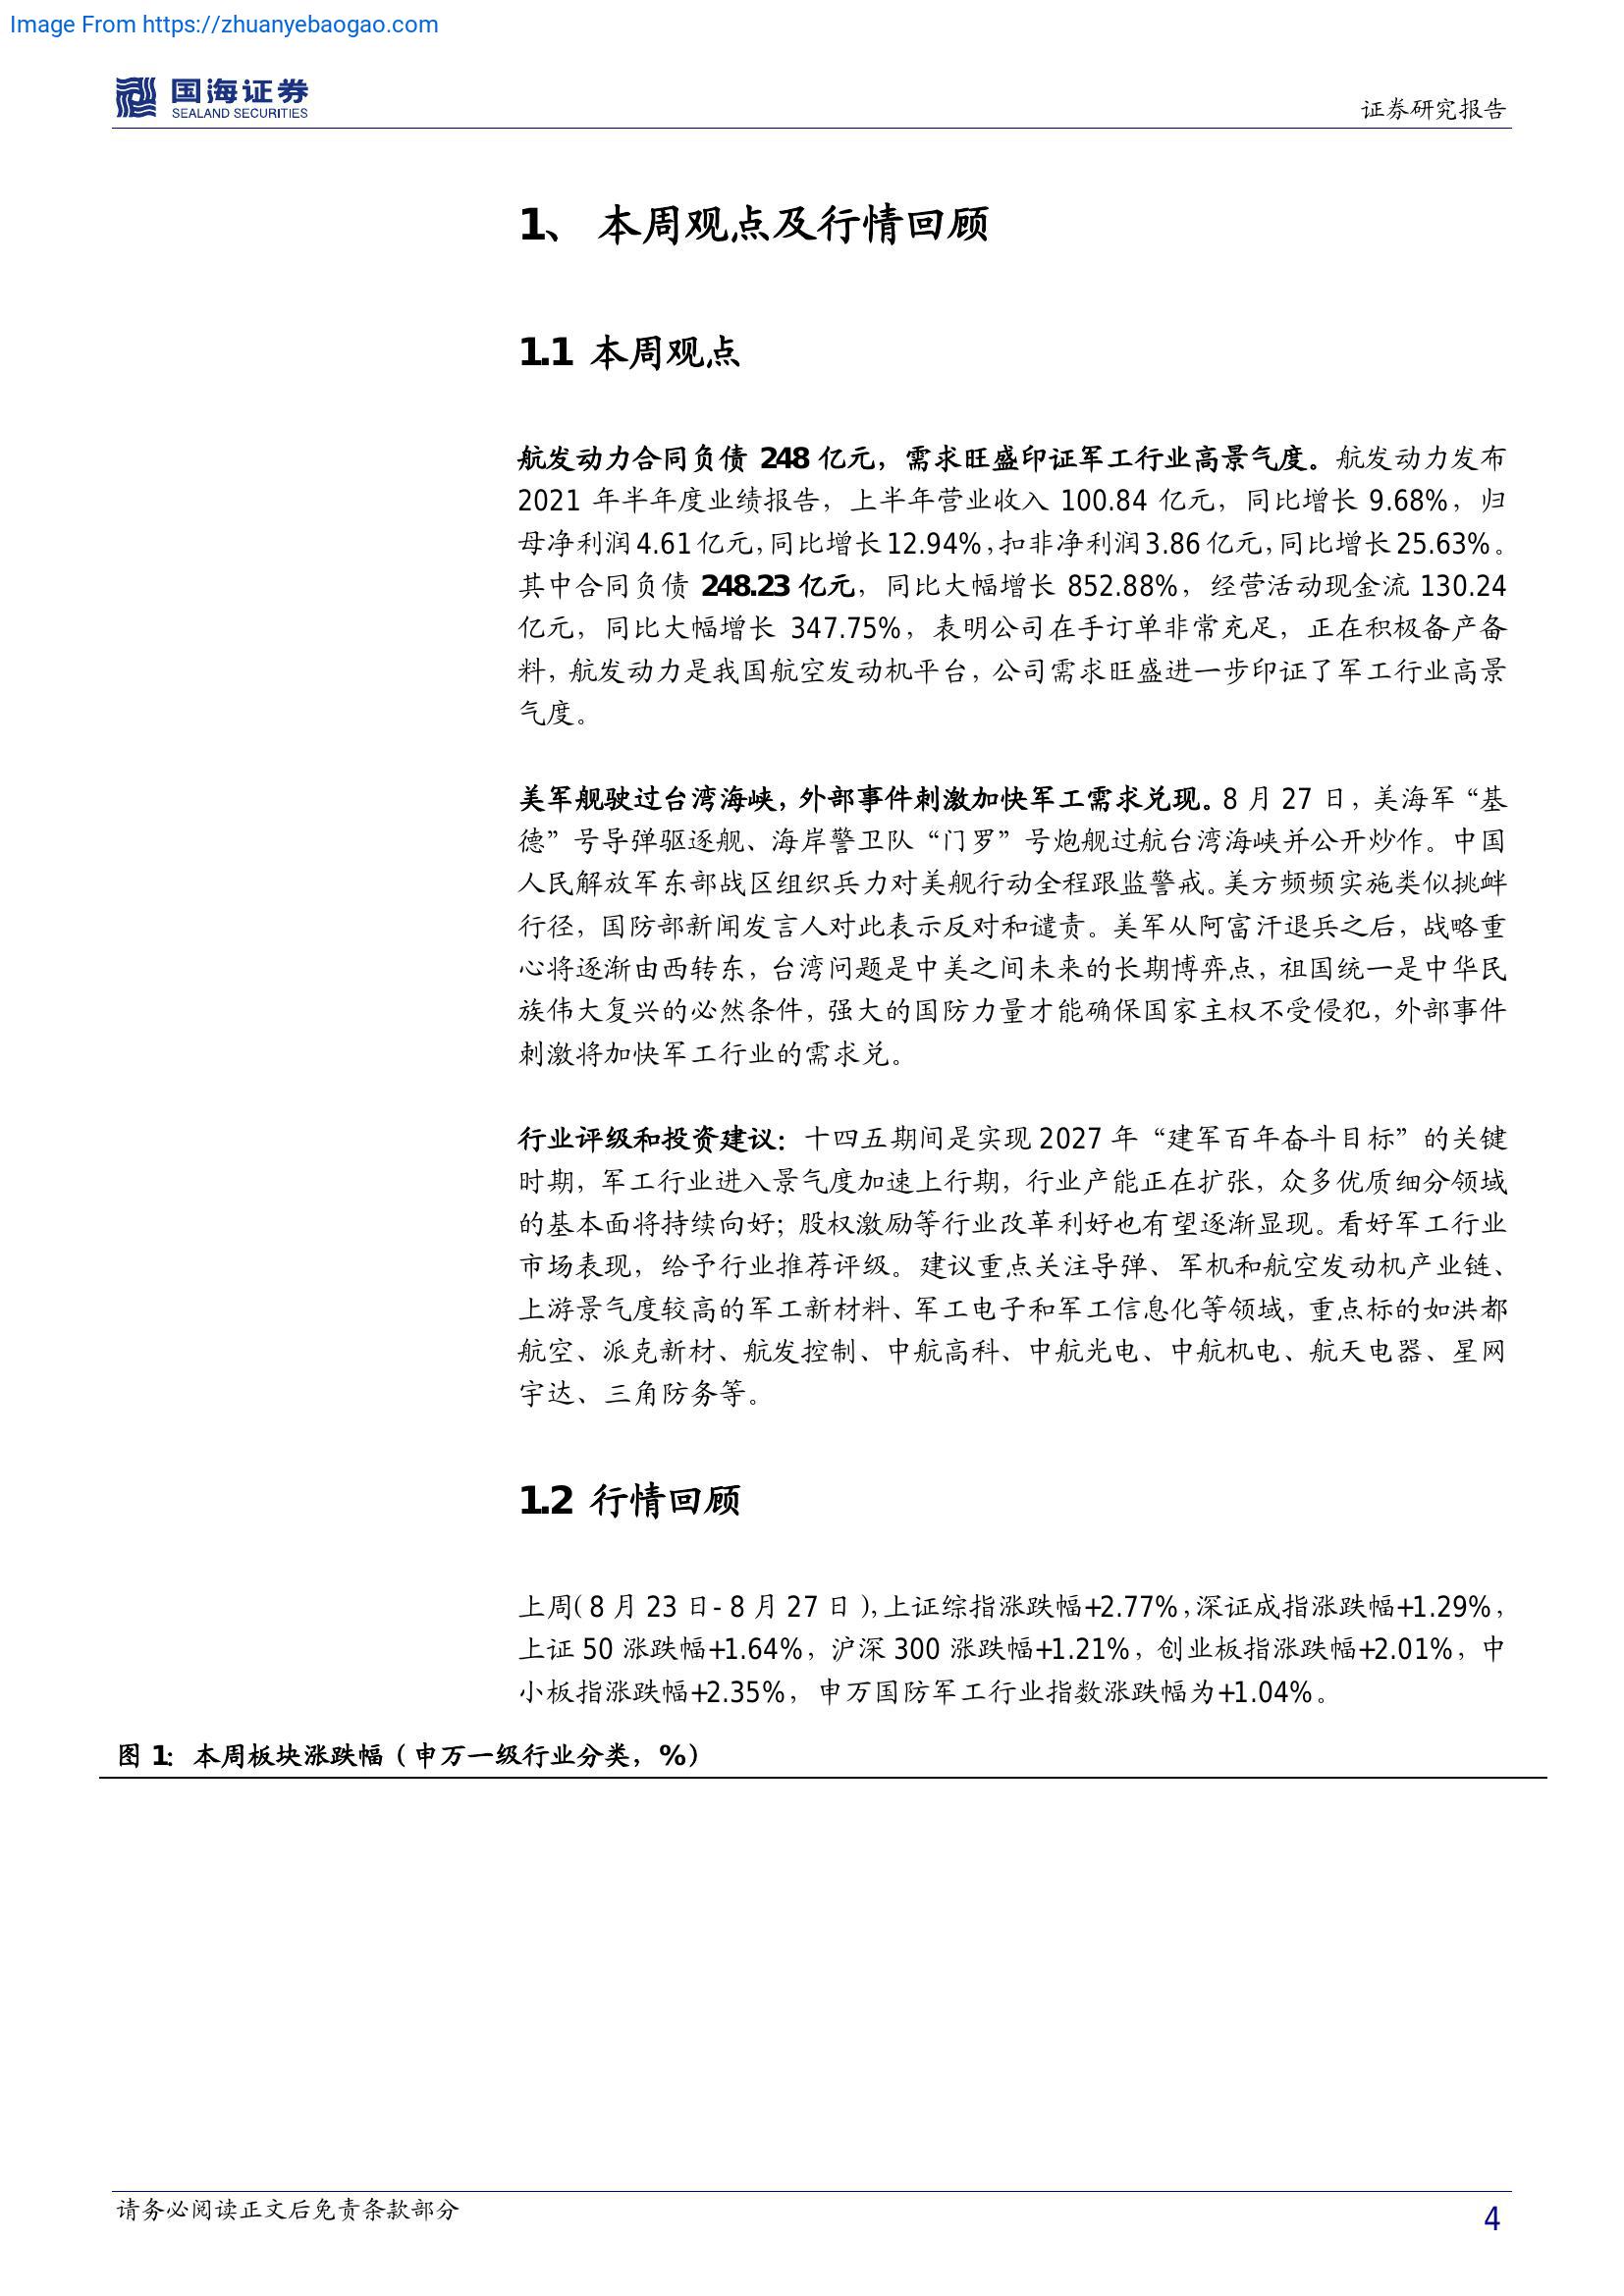 Image From https://zhuanyebaogao.com
国海证券
SEALAND SECURITIES
证券研究报告
1、 本周观点及行情回顾
1.1 本周观点
航发动力合同负债 248 亿元，需求旺盛印证军工行业高景气度。航发动力发布
2021 年半年度业绩报告，上半年营业收入 100.84 亿元，同比增长 9.68%，归
母净利润 4.61 亿元，同比增长 12.94%，扣非净利润 3.86 亿元，同比增长 25.63%。
其中合同负债 248.23 亿元，同比大幅增长 852.88%，经营活动现金流 130.24
亿元，同比大幅增长 347.75%，表明公司在手订单非常充足，正在积极备产备
料，航发动力是我国航空发动机平台，公司需求旺盛进一步印证了军工行业高景
气度。
美军舰驶过台湾海峡，外部事件刺激加快军工需求兑现。8 月 27 日，美海军“基
德”号导弹驱逐舰、海岸警卫队“门罗”号炮舰过航台湾海峡并公开炒作。中国
人民解放军东部战区组织兵力对美舰行动全程跟监警戒。美方频频实施类似挑衅
行径，国防部新闻发言人对此表示反对和谴责。美军从阿富汗退兵之后，战略重
心将逐渐由西转东，台湾问题是中美之间未来的长期博弈点，祖国统一是中华民
族伟大复兴的必然条件，强大的国防力量才能确保国家主权不受侵犯，外部事件
刺激将加快军工行业的需求兑。
行业评级和投资建议：十四五期间是实现 2027 年“建军百年奋斗目标”的关键
时期，军工行业进入景气度加速上行期，行业产能正在扩张，众多优质细分领域
的基本面将持续向好；股权激励等行业改革利好也有望逐渐显现。看好军工行业
市场表现，给予行业推荐评级。建议重点关注导弹、军机和航空发动机产业链、
上游景气度较高的军工新材料、军工电子和军工信息化等领域，重点标的如洪都
航空、派克新材、航发控制、中航高科、中航光电、中航机电、航天电器、星网
宇达、三角防务等。
1.2 行情回顾
上周（8 月 23 日-8 月 27 日），上证综指涨跌幅+2.77%，深证成指涨跌幅+1.29%，
上证 50 涨跌幅+1.64%，沪深 300 涨跌幅+1.21%，创业板指涨跌幅+2.01%，中
小板指涨跌幅+2.35%，申万国防军工行业指数涨跌幅为+1.04%。
图 1：本周板块涨跌幅（申万一级行业分类，%）
请务必阅读正文后免责条款部分
4